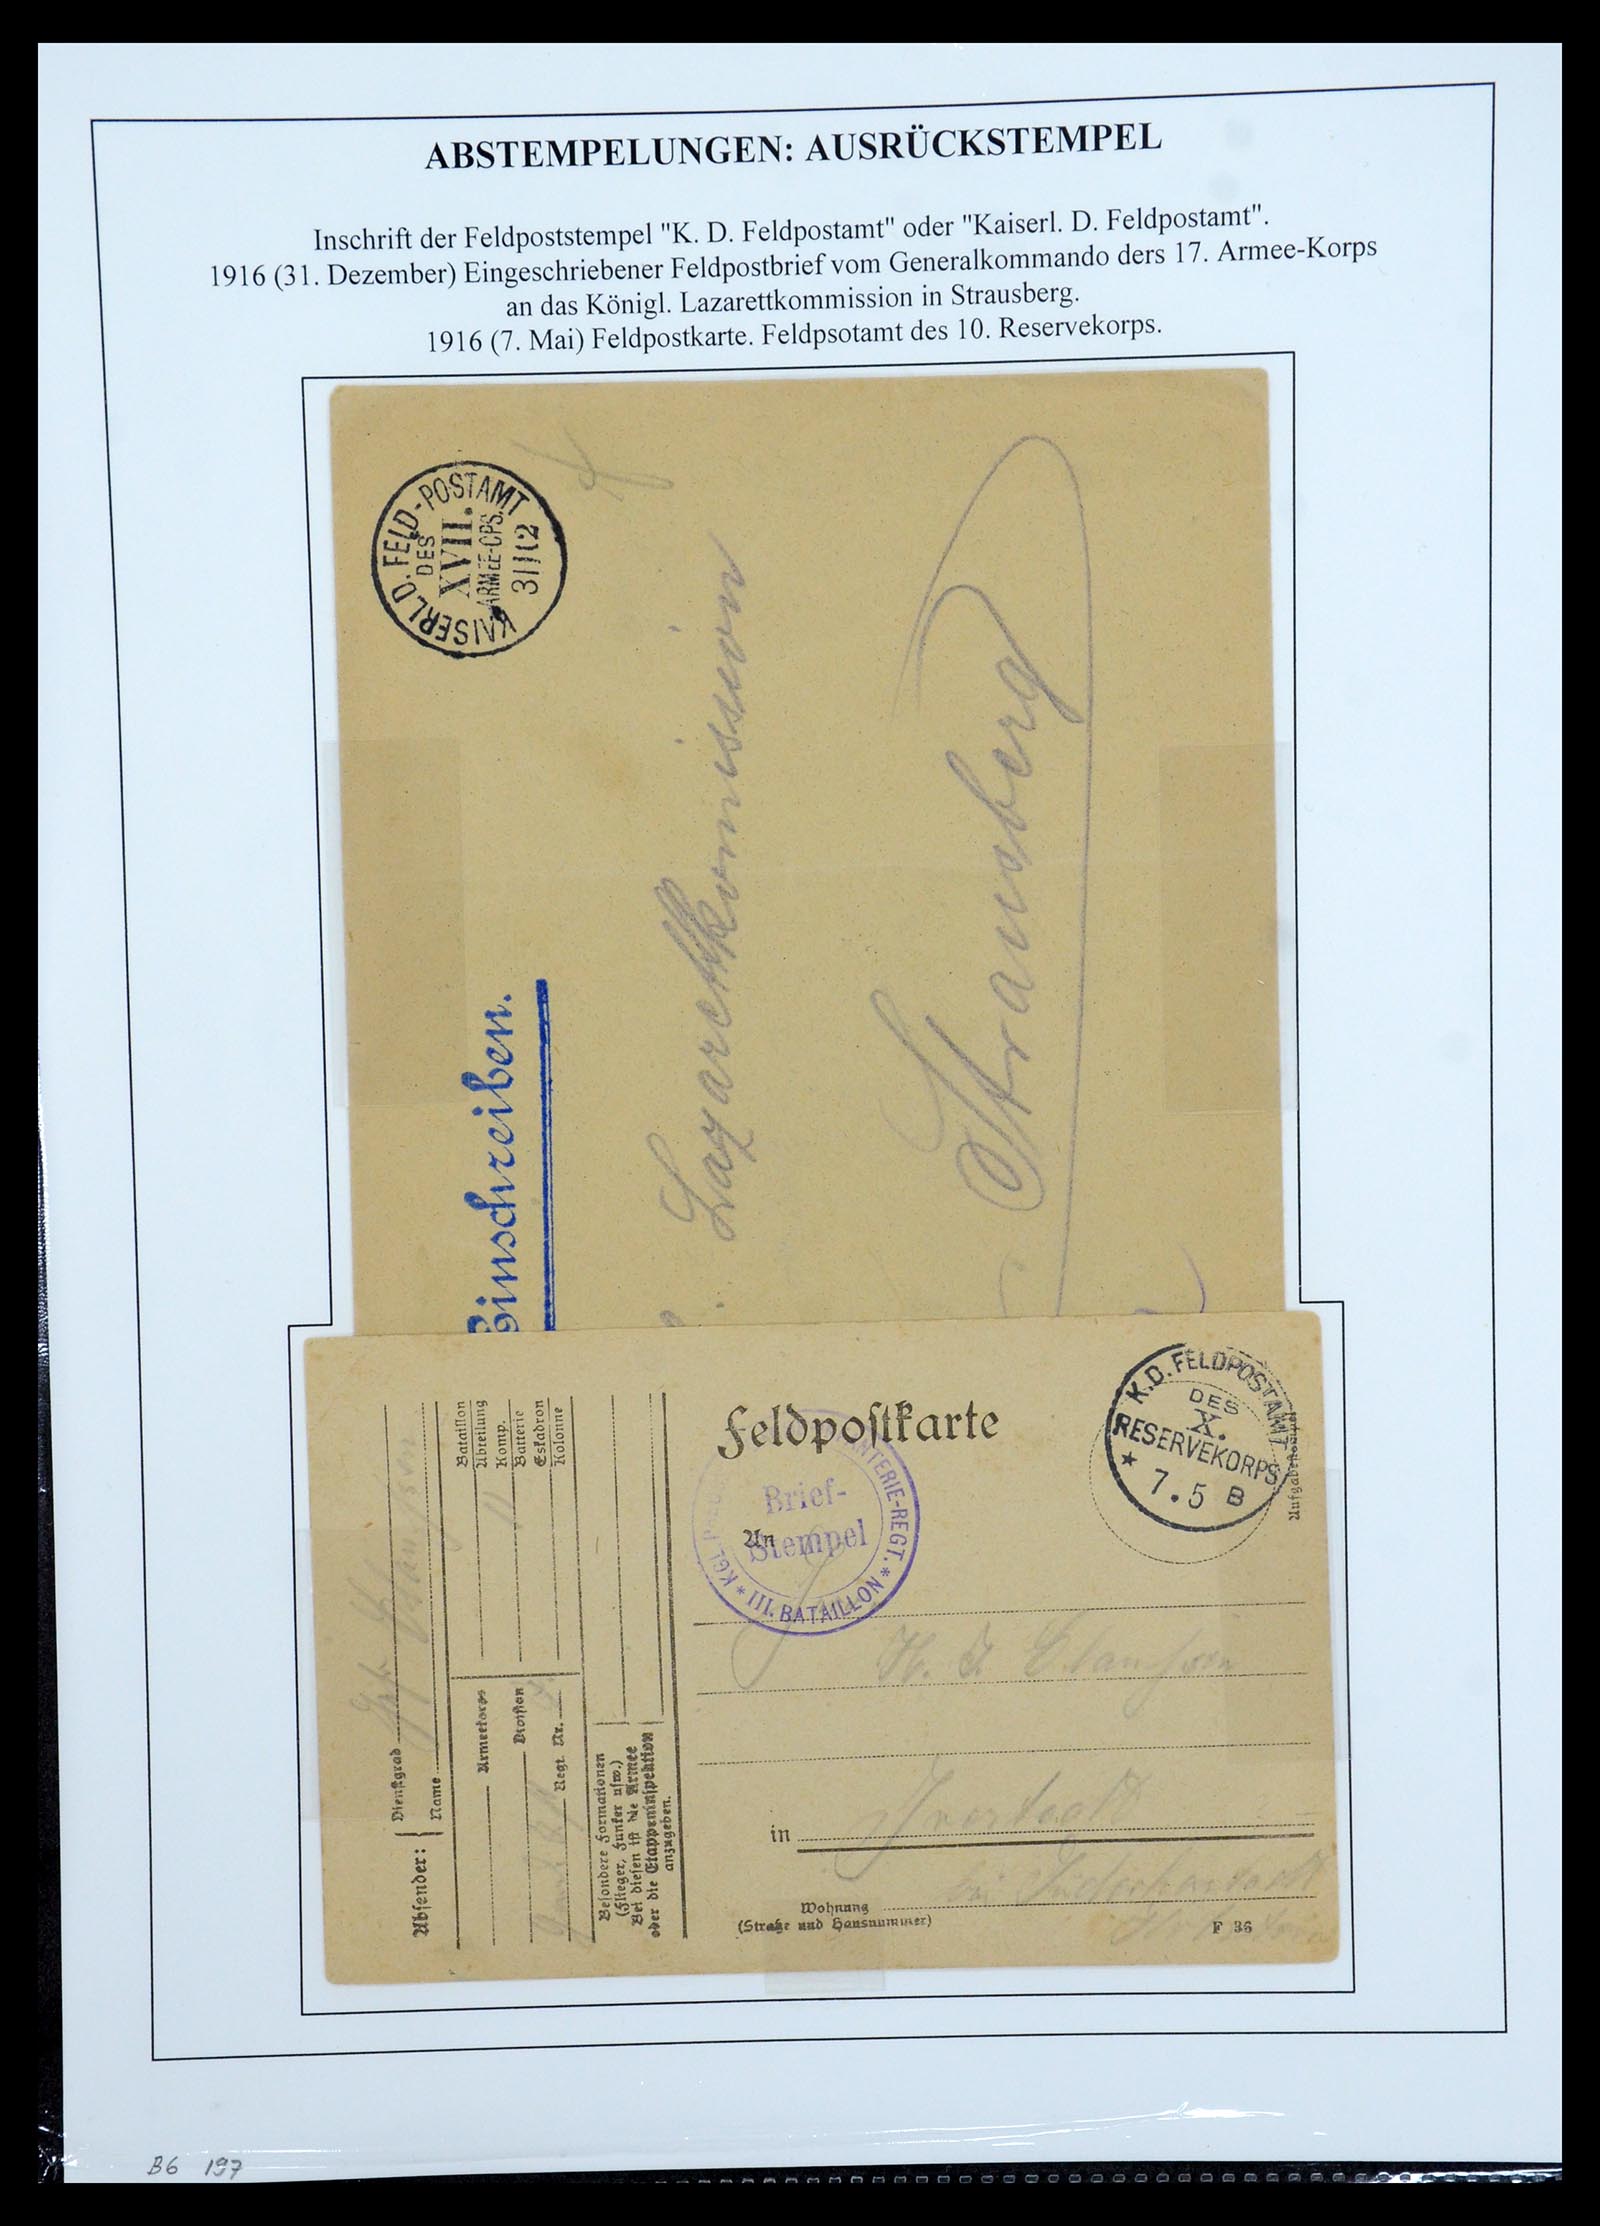 ABSTEMPELUNGEN: AUSRÜCKSTEMPEL
Inschrift der Feldpoststempel "K. D. Feldpostamt" oder "Kaiserl. D. Feldpostamt".
1916 (31. Dezember) Eingeschriebener Feldpostbrief vom Generalkommando ders 17. Armee-Korps
an das Königl. Lazarettkommission in Strausberg.
1916 (7. Mai) Feldpostkarte. Feldpsotamt des 10. Reservekorps.
KAISERL D. FELD-POSTAMT
DES
XVII.
ARMEE-CPS.
31 12
Einschreiben.
Lazarettkommission
Strausberg
Feldpostkarte
K.D. FELDPOSTAMT
DES
X.
RESERVEKORPS
* 7.5 B
Brief-
Stempel
INFANTERIE-REGT. *
* III. BATAILLON *
An
in
Wohnung
(Straße und Hausnummer)
F 36
Absender:
Dienstgrad
Name
Bataillon
Abteilung
Komp.
Batterie
Eskadron
Kolonne
Armeekorps
Division
Regt. Nr.
Besondere Formationen
(Flieger, Funker usw.)
Bei diesen ist die Armee
oder die Etappeninspektion
anzugeben.
B6 197